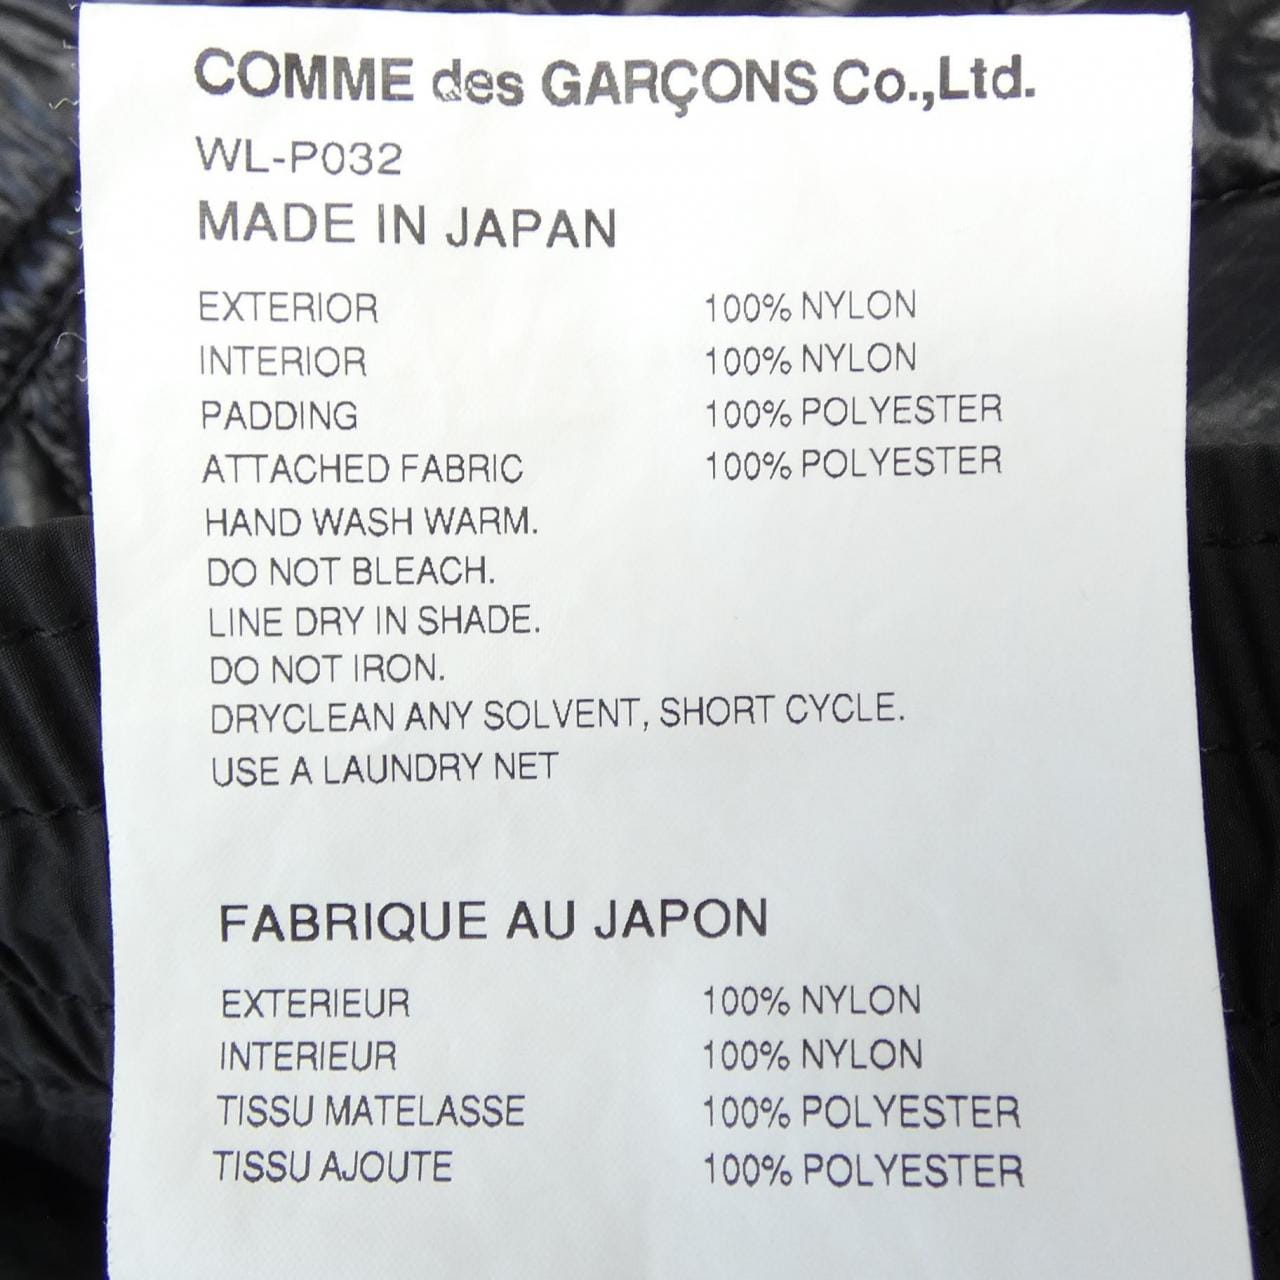 COMME des GARÇONS Co.,Ltd.
WL-P032
MADE IN JAPAN
EXTERIOR 100% NYLON
INTERIOR 100% NYLON
PADDING 100% POLYESTER
ATTACHED FABRIC 100% POLYESTER
HAND WASH WARM.
DO NOT BLEACH.
LINE DRY IN SHADE.
DO NOT IRON.
DRYCLEAN ANY SOLVENT, SHORT CYCLE.
USE A LAUNDRY NET
FABRIQUE AU JAPON
EXTERIEUR 100% NYLON
INTERIEUR 100% NYLON
TISSU MATELASSE 100% POLYESTER
TISSU AJOUTE 100% POLYESTER